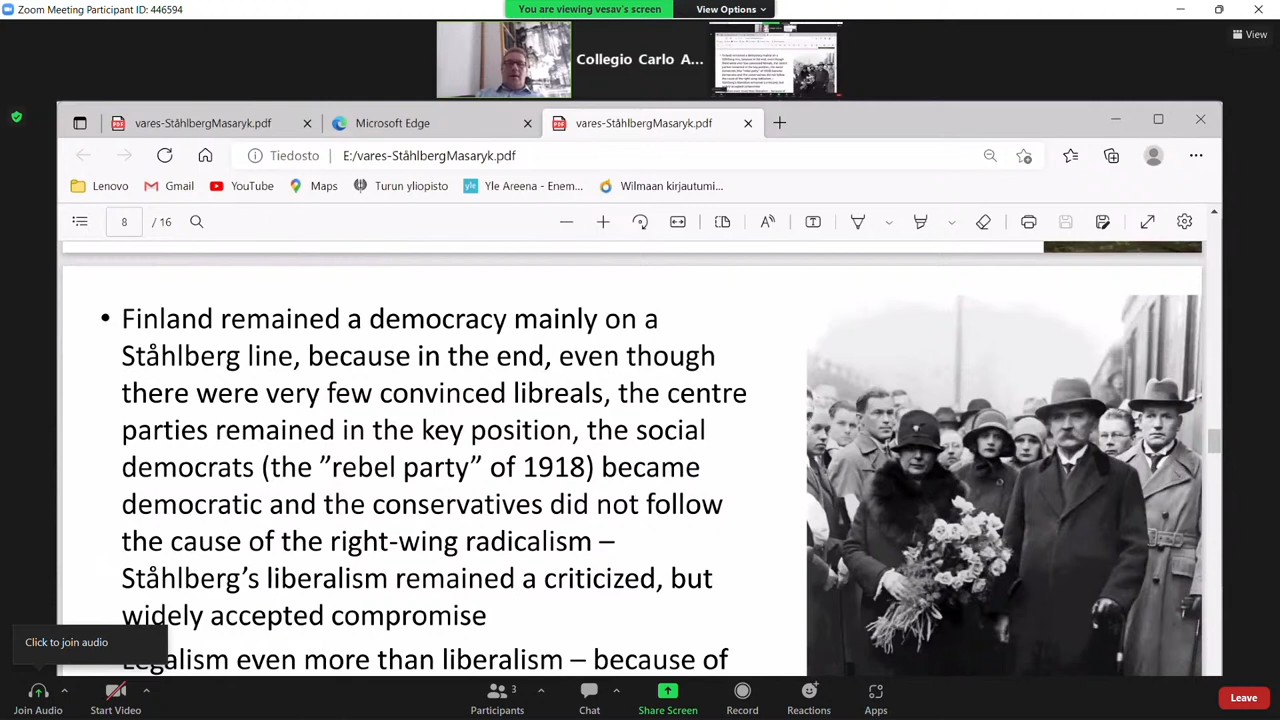 Zoom Meeting Participant ID: 446594
You are viewing vesav's screen
View Options
View
Collegio Carlo A...
vares-StåhlbergMasaryk.pdf
Microsoft Edge
vares-StåhlbergMasaryk.pdf
Tiedosto
E:/vares-StåhlbergMasaryk.pdf
Lenovo
Gmail
YouTube
Maps
Turun yliopisto
yle
Yle Areena - Enem...
Wilmaan kirjautumi...
8 / 16
• Finland remained a democracy mainly on a
Ståhlberg line, because in the end, even though
there were very few convinced libreals, the centre
parties remained in the key position, the social
democrats (the ”rebel party” of 1918) became
democratic and the conservatives did not follow
the cause of the right-wing radicalism –
Ståhlberg’s liberalism remained a criticized, but
widely accepted compromise
Legalism even more than liberalism – because of
Click to join audio
Join Audio
Start Video
Participants
3
Chat
Share Screen
Record
Reactions
Apps
Leave